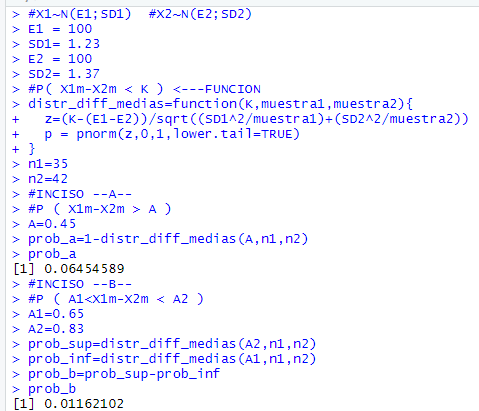 > #X1~N(E1;SD1)  #X2~N(E2;SD2)
> E1 = 100
> SD1= 1.23
> E2 = 100
> SD2= 1.37
> #P( X1m-X2m < K ) <---FUNCION
> distr_diff_medias=function(K,muestra1,muestra2){
+   z=(K-(E1-E2))/sqrt((SD1^2/muestra1)+(SD2^2/muestra2))
+   p = pnorm(z,0,1,lower.tail=TRUE)
+ }
> n1=35
> n2=42
> #INCISO --A--
> #P ( X1m-X2m > A )
> A=0.45
> prob_a=1-distr_diff_medias(A,n1,n2)
> prob_a
[1] 0.06454589
> #INCISO --B--
> #P ( A1<X1m-X2m < A2 )
> A1=0.65
> A2=0.83
> prob_sup=distr_diff_medias(A2,n1,n2)
> prob_inf=distr_diff_medias(A1,n1,n2)
> prob_b=prob_sup-prob_inf
> prob_b
[1] 0.01162102